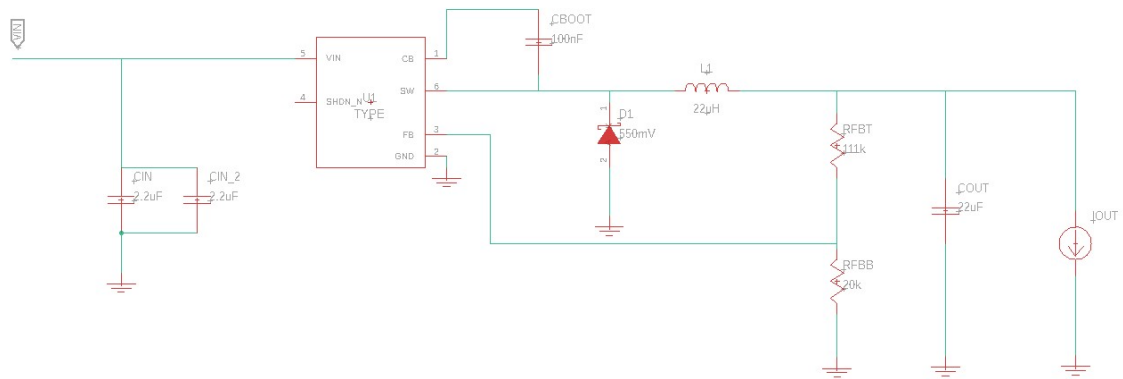 VIN
5
VIN
CB
1
CBOOT
100nF
4
SHDN_N
U1
TYPE
SW
6
L1
22µH
FB
3
GND
2
1
D1
550mV
2
RFBT
111k
CIN
2.2uF
CIN_2
2.2uF
COUT
22uF
IOUT
RFBB
20k